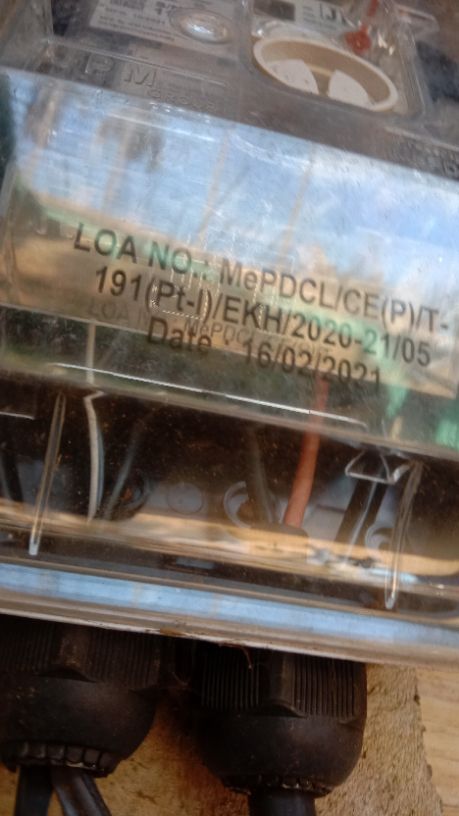 LOA NO.: MePDCL/CE(P)/T-
191(Pt-I)/EKH/2020-21/05
Date 16/02/2021